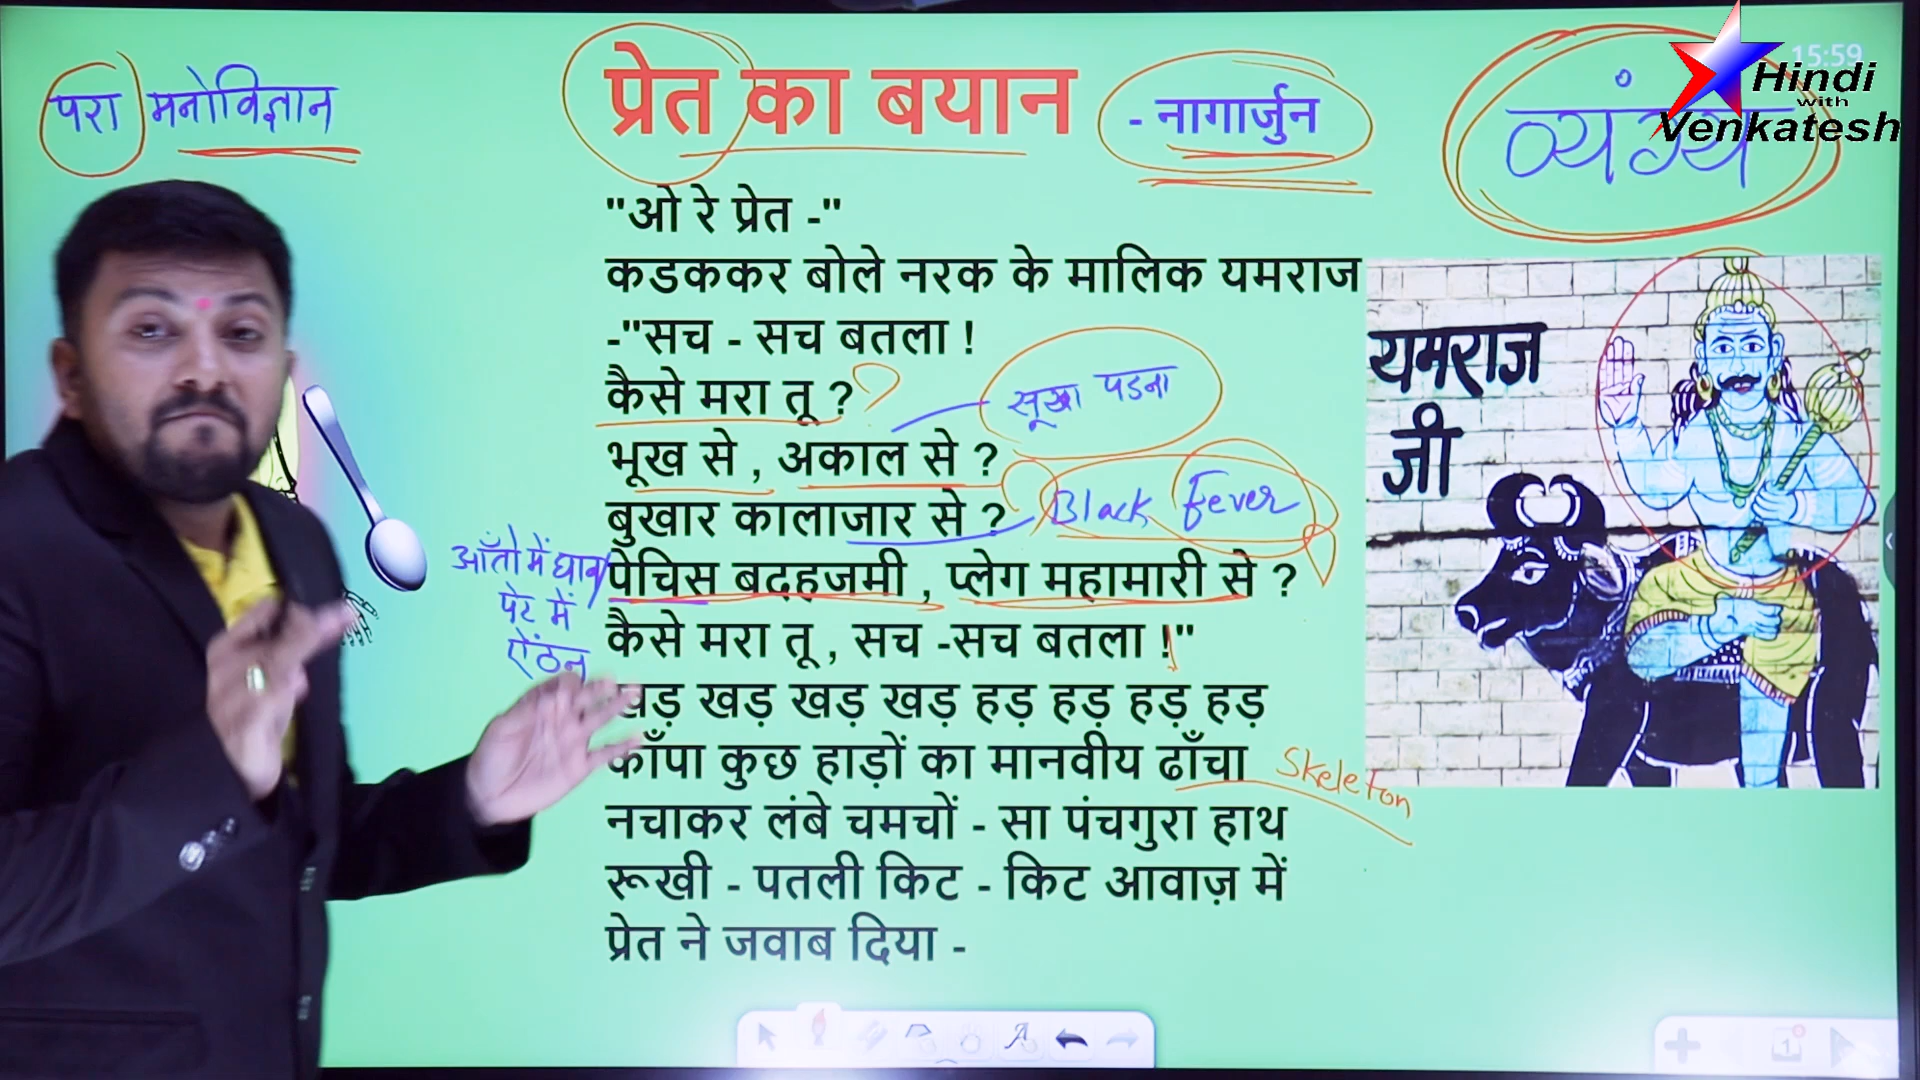 परा मनोविज्ञान
प्रेत का बयान - नागार्जुन
व्यंग्य
15:59
Hindi
with
Venkatesh
"ओ रे प्रेत -"
कडककर बोले नरक के मालिक यमराज
-"सच - सच बतला !
कैसे मरा तू ?
सूखा पडना
भूख से , अकाल से ?
बुखार कालाजार से ?
Black Fever
आँतो में घाव/
पेट में
ऐंठन
पेचिस बदहजमी , प्लेग महामारी से ?
कैसे मरा तू , सच -सच बतला !"
खड़ खड़ खड़ खड़ हड़ हड़ हड़ हड़
काँपा कुछ हाड़ों का मानवीय ढाँचा
Skeleton
नचाकर लंबे चमचों - सा पंचगुरा हाथ
रूखी - पतली किट - किट आवाज़ में
प्रेत ने जवाब दिया -
यमराज
जी
1